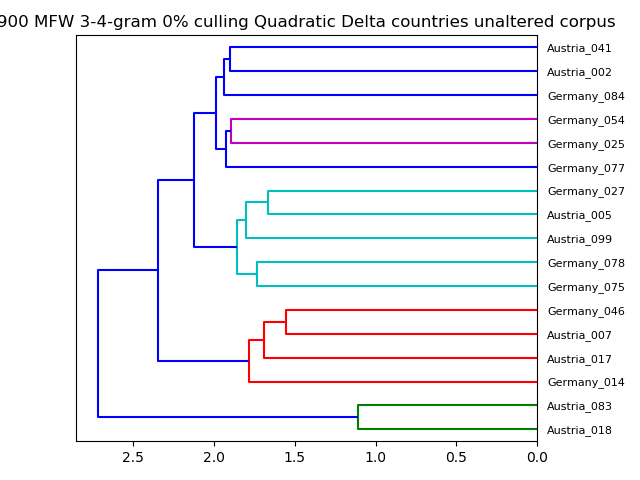 900 MFW 3-4-gram 0% culling Quadratic Delta countries unaltered corpus
Austria_041
Austria_002
Germany_084
Germany_054
Germany_025
Germany_077
Germany_027
Austria_005
Austria_099
Germany_078
Germany_075
Germany_046
Austria_007
Austria_017
Germany_014
Austria_083
Austria_018
2.5 2.0 1.5 1.0 0.5 0.0